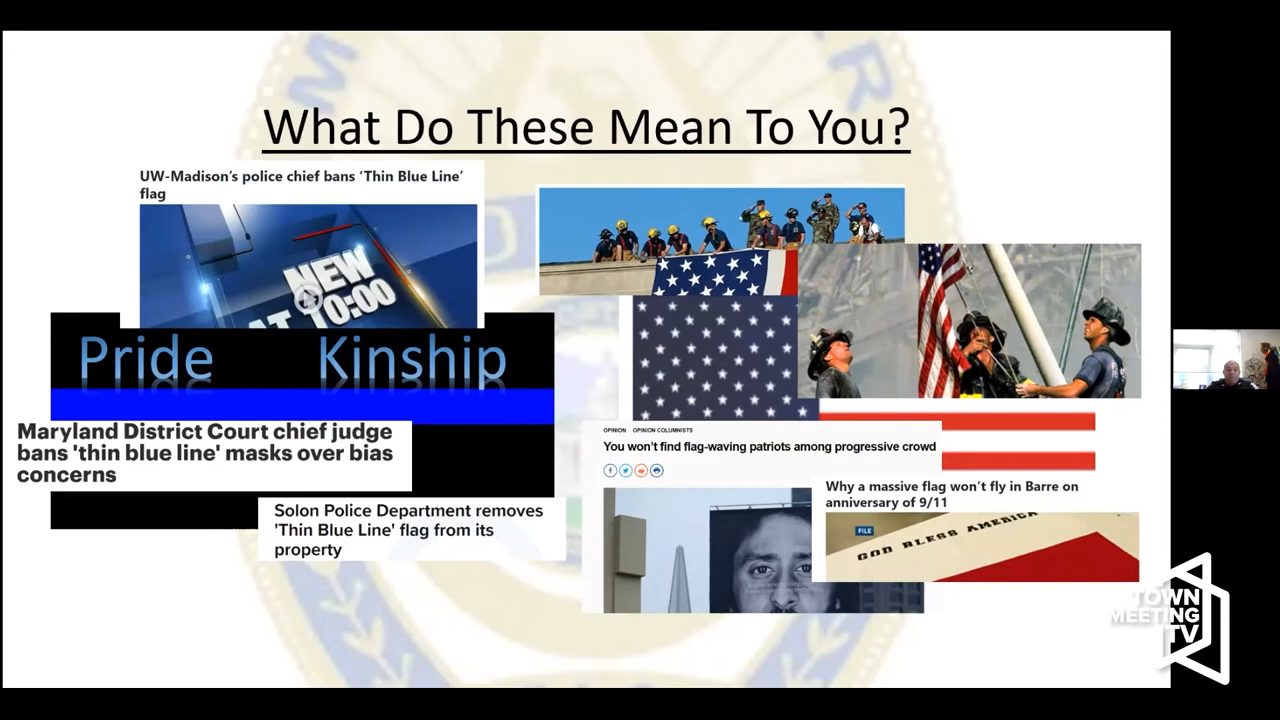 What Do These Mean To You?
UW-Madison's police chief bans 'Thin Blue Line'
flag
NEW
AT 10:00
Pride Kinship
Maryland District Court chief judge
bans 'thin blue line' masks over bias
concerns
Solon Police Department removes
'Thin Blue Line' flag from its
property
OPINION OPINION COLUMNISTS
You won't find flag-waving patriots among progressive crowd
Why a massive flag won't fly in Barre on
anniversary of 9/11
FILE
GOD BLESS AMERICA
TOWN
MEETING
TV